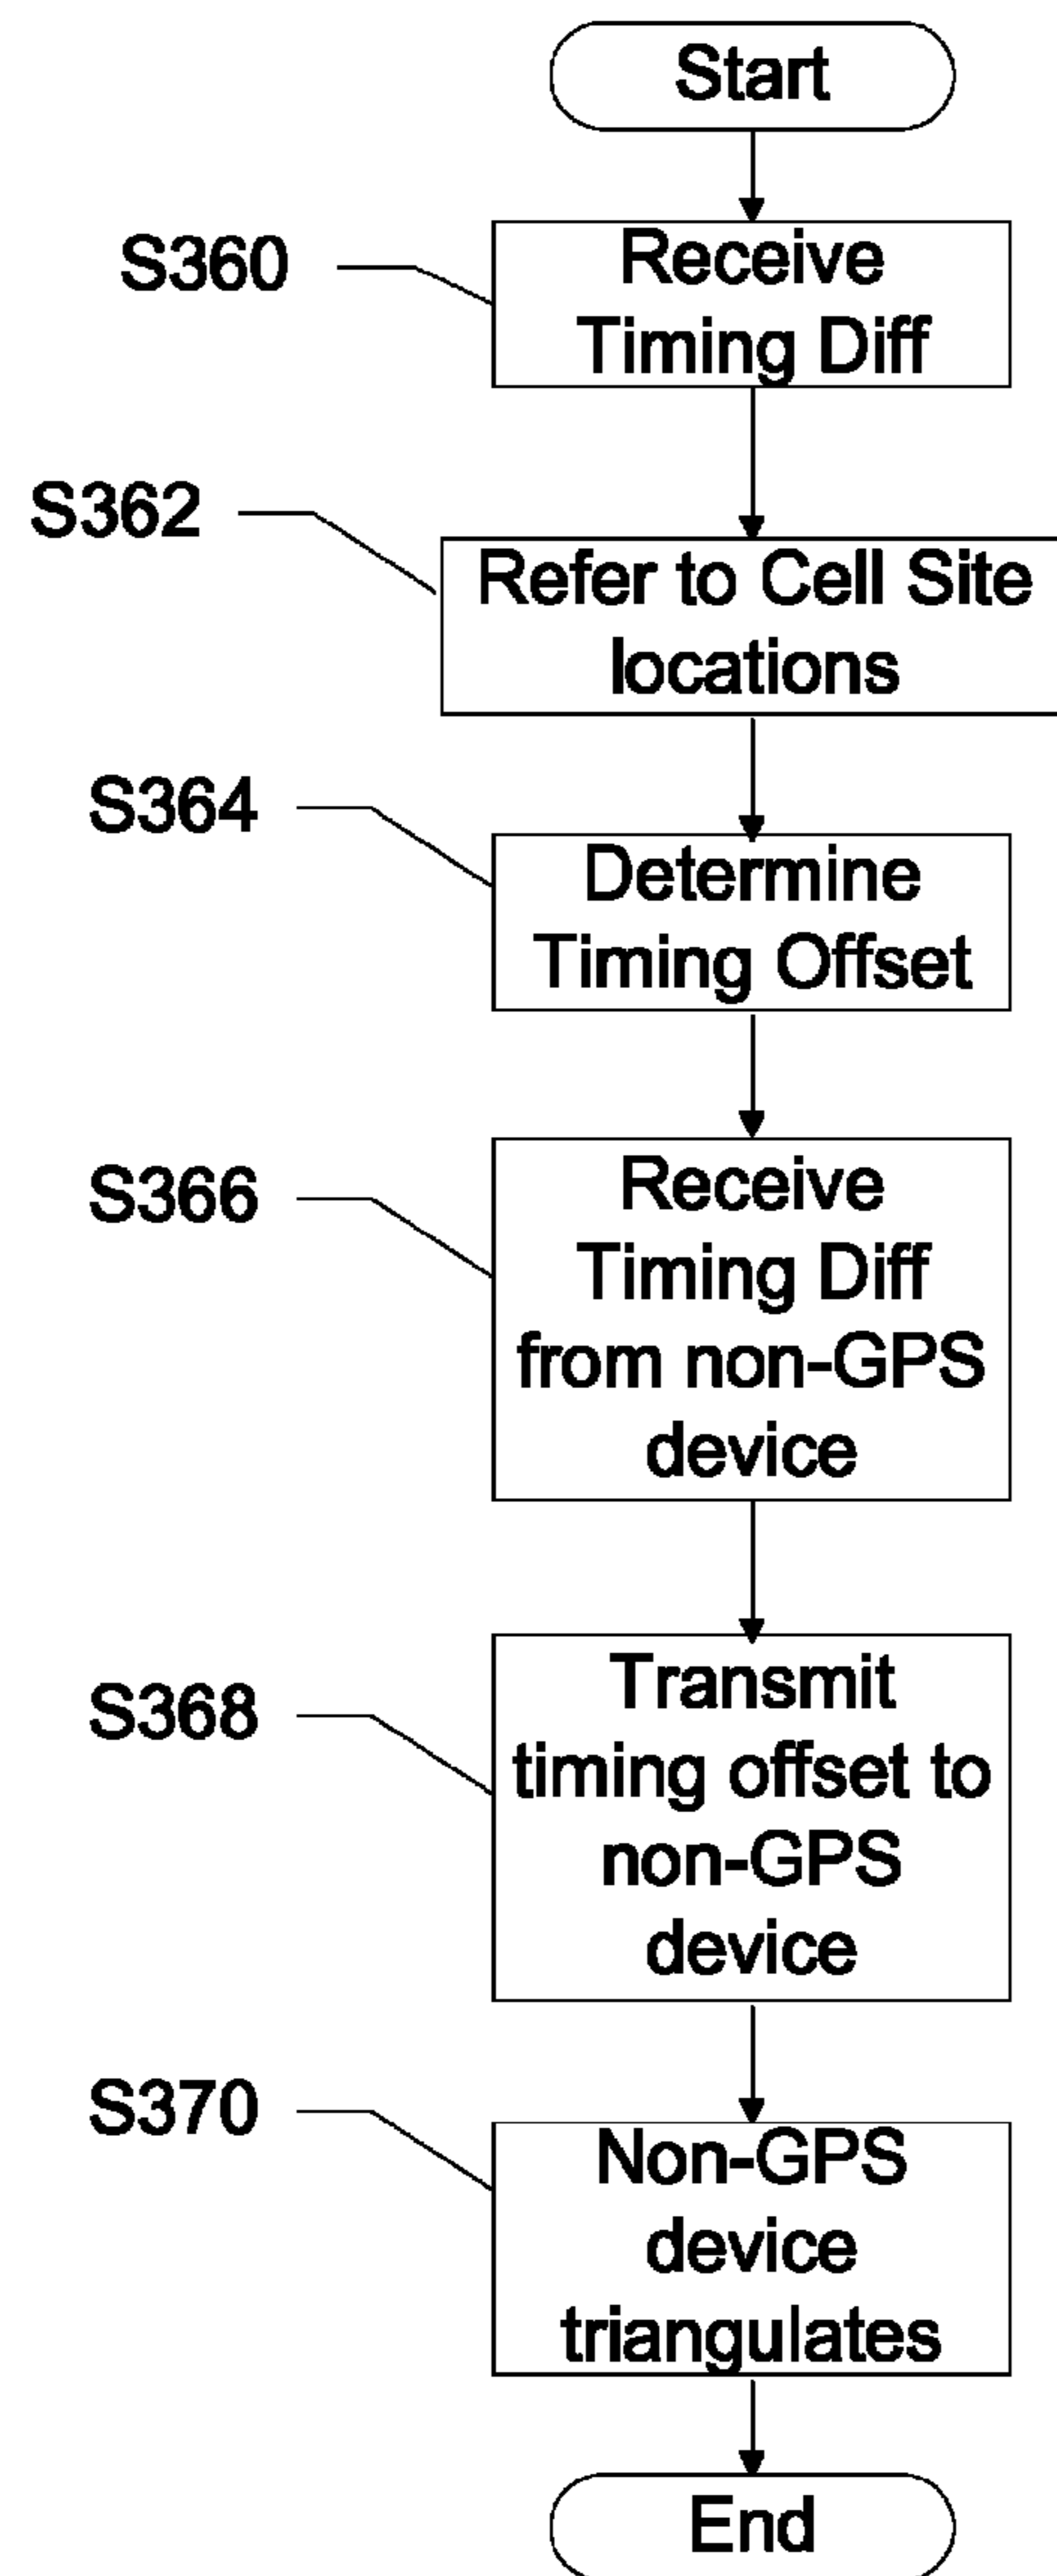 Start
S360
Receive
Timing Diff
S362
Refer to Cell Site
locations
S364
Determine
Timing Offset
S366
Receive
Timing Diff
from non-GPS
device
S368
Transmit
timing offset to
non-GPS
device
S370
Non-GPS
device
triangulates
End